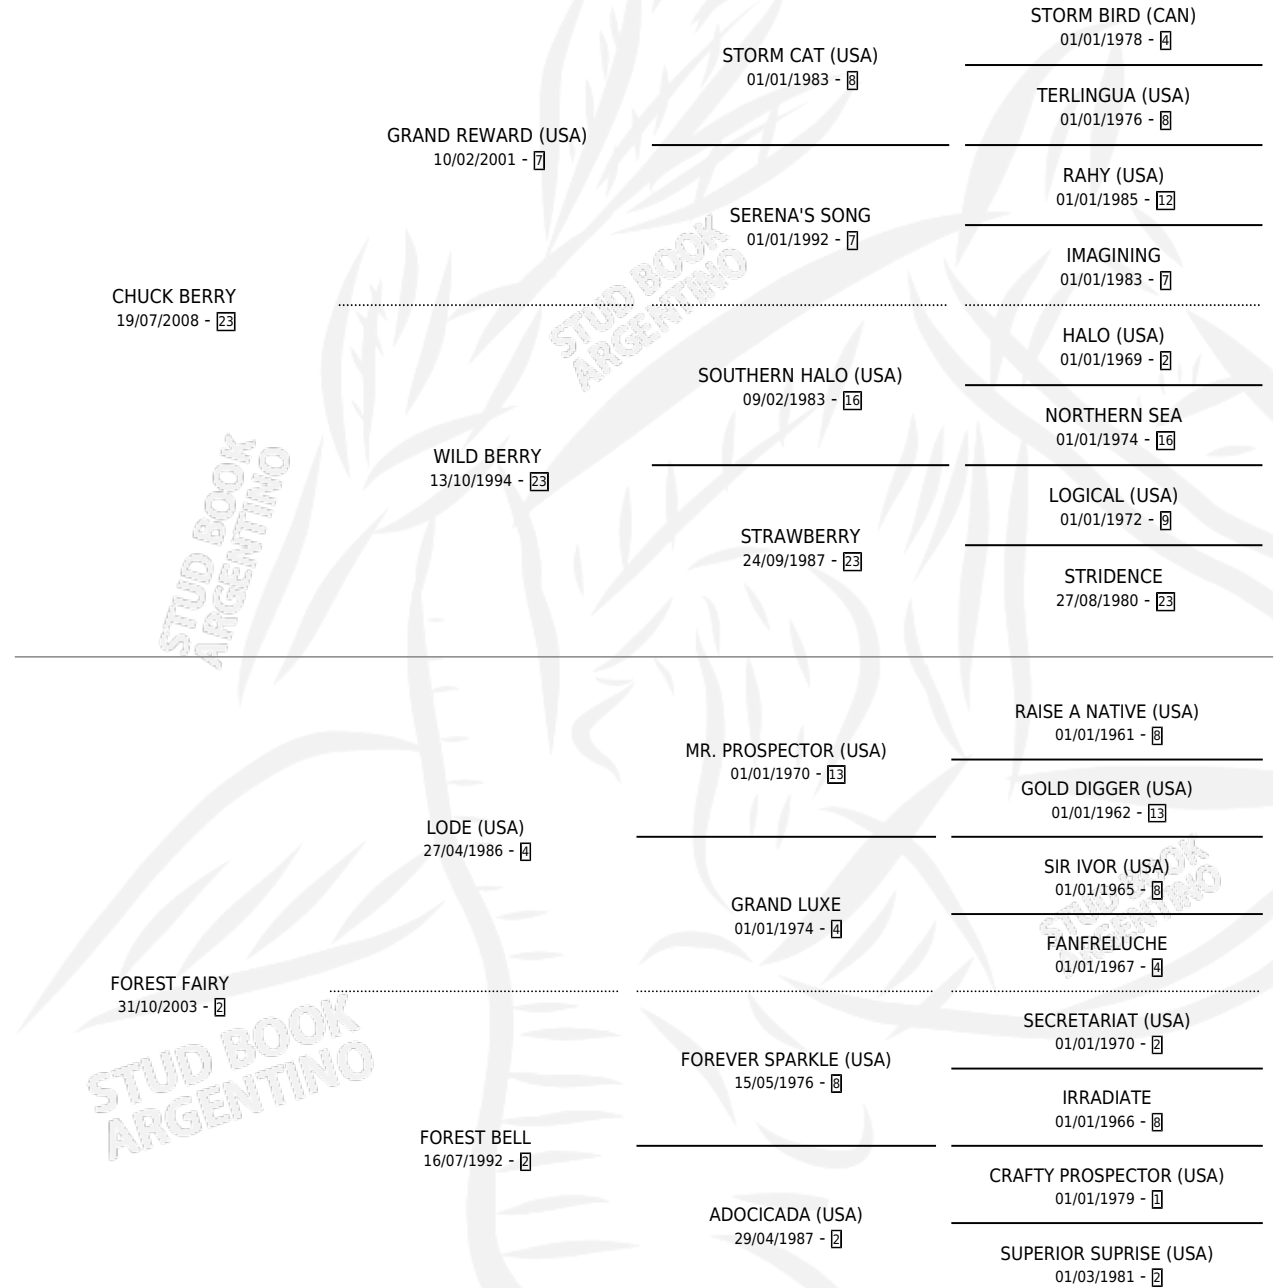 STORM BIRD (CAN)
01/01/1978 - 4
STORM CAT (USA)
01/01/1983 - 8
TERLINGUA (USA)
01/01/1976 - 8
GRAND REWARD (USA)
10/02/2001 - 7
RAHY (USA)
01/01/1985 - 12
SERENA'S SONG
01/01/1992 - 7
IMAGINING
01/01/1983 - 7
CHUCK BERRY
19/07/2008 - 23
HALO (USA)
01/01/1969 - 2
SOUTHERN HALO (USA)
09/02/1983 - 16
NORTHERN SEA
01/01/1974 - 16
WILD BERRY
13/10/1994 - 23
LOGICAL (USA)
01/01/1972 - 9
STRAWBERRY
24/09/1987 - 23
STRIDENCE
27/08/1980 - 23
RAISE A NATIVE (USA)
01/01/1961 - 8
MR. PROSPECTOR (USA)
01/01/1970 - 13
GOLD DIGGER (USA)
01/01/1962 - 13
LODE (USA)
27/04/1986 - 4
SIR IVOR (USA)
01/01/1965 - 8
GRAND LUXE
01/01/1974 - 4
FANFRELUCHE
01/01/1967 - 4
FOREST FAIRY
31/10/2003 - 2
SECRETARIAT (USA)
01/01/1970 - 2
FOREVER SPARKLE (USA)
15/05/1976 - 8
IRRADIATE
01/01/1966 - 8
FOREST BELL
16/07/1992 - 2
CRAFTY PROSPECTOR (USA)
01/01/1979 - 1
ADOCICADA (USA)
29/04/1987 - 2
SUPERIOR SUPRISE (USA)
01/03/1981 - 2
STUD BOOK
ARGENTINO
STUD BOOK
ARGENTINO
STUD BOOK
ARGENTINO
STUD BOOK
ARGENTINO